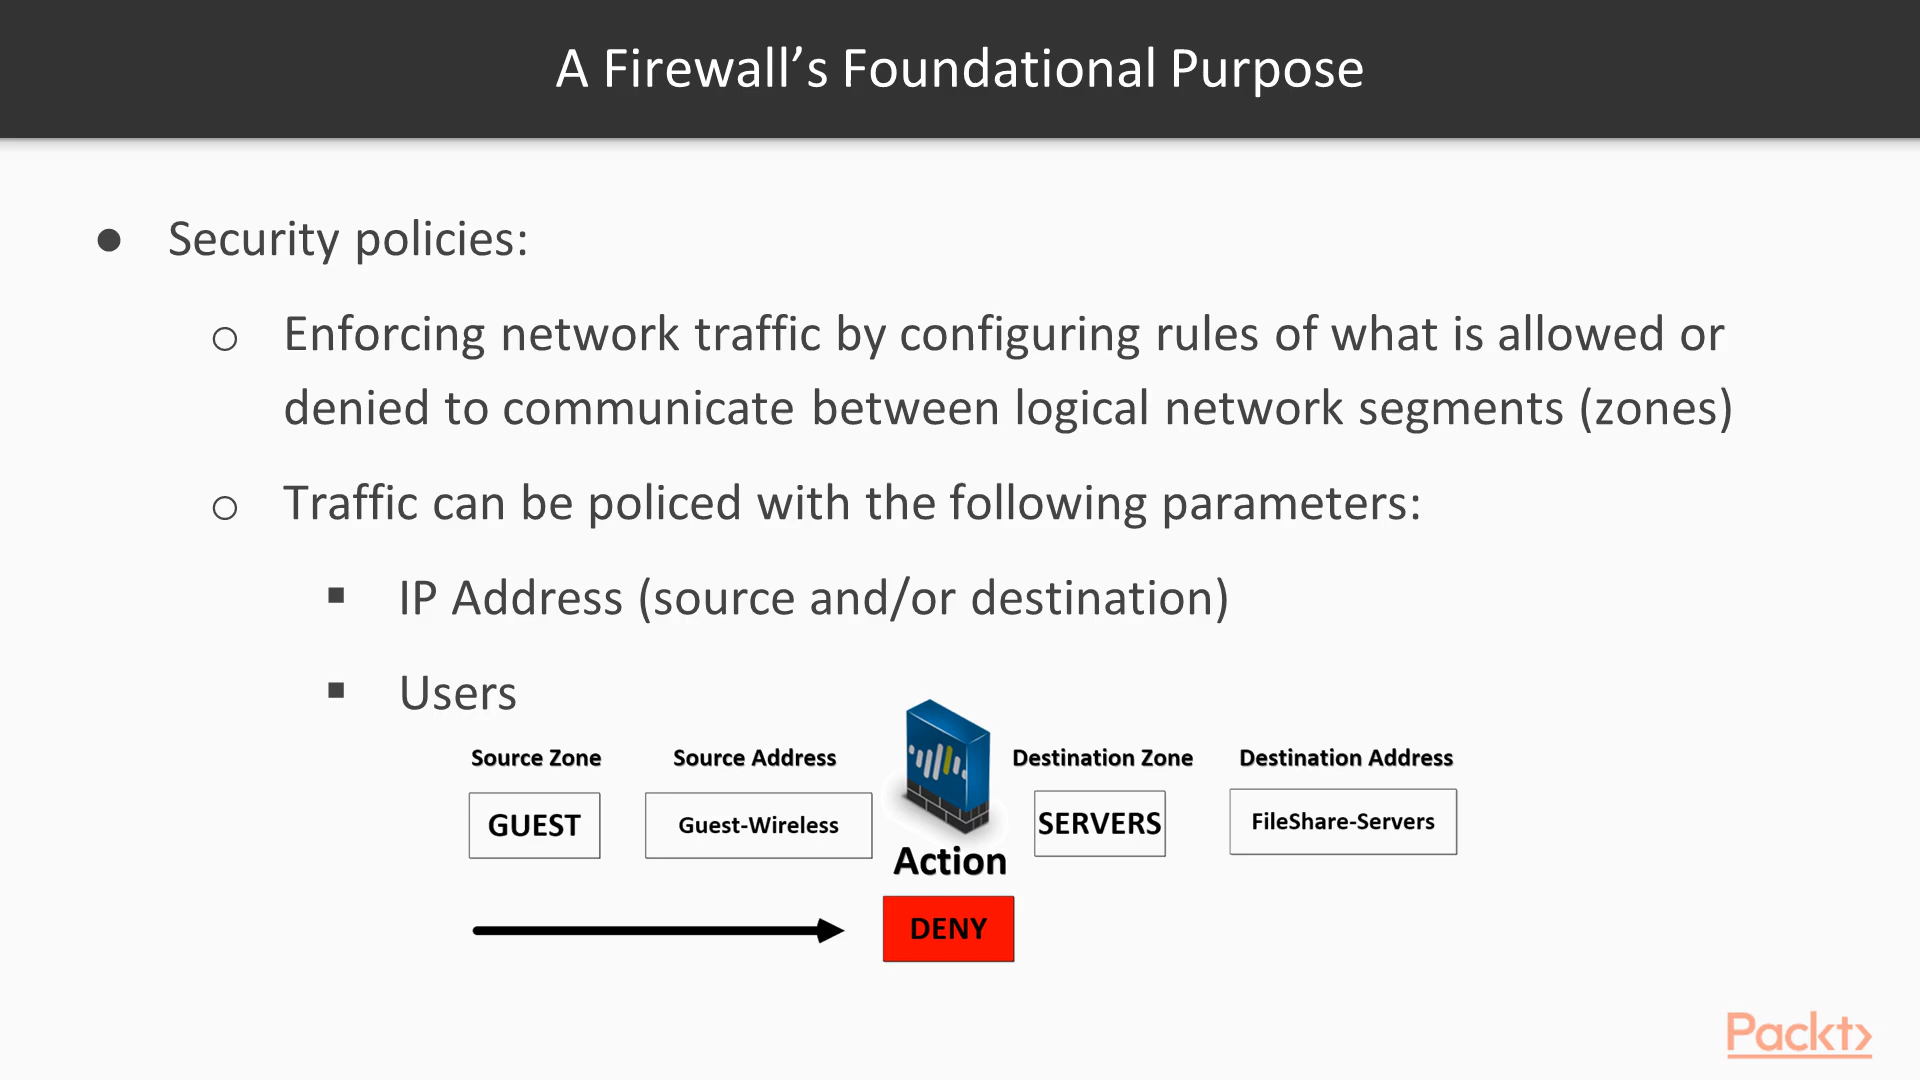 A Firewall’s Foundational Purpose
● Security policies:
○ Enforcing network traffic by configuring rules of what is allowed or
denied to communicate between logical network segments (zones)
○ Traffic can be policed with the following parameters:
▪ IP Address (source and/or destination)
▪ Users
Source Zone Source Address Destination Zone Destination Address
GUEST Guest-Wireless SERVERS FileShare-Servers
Action
DENY
Packt>